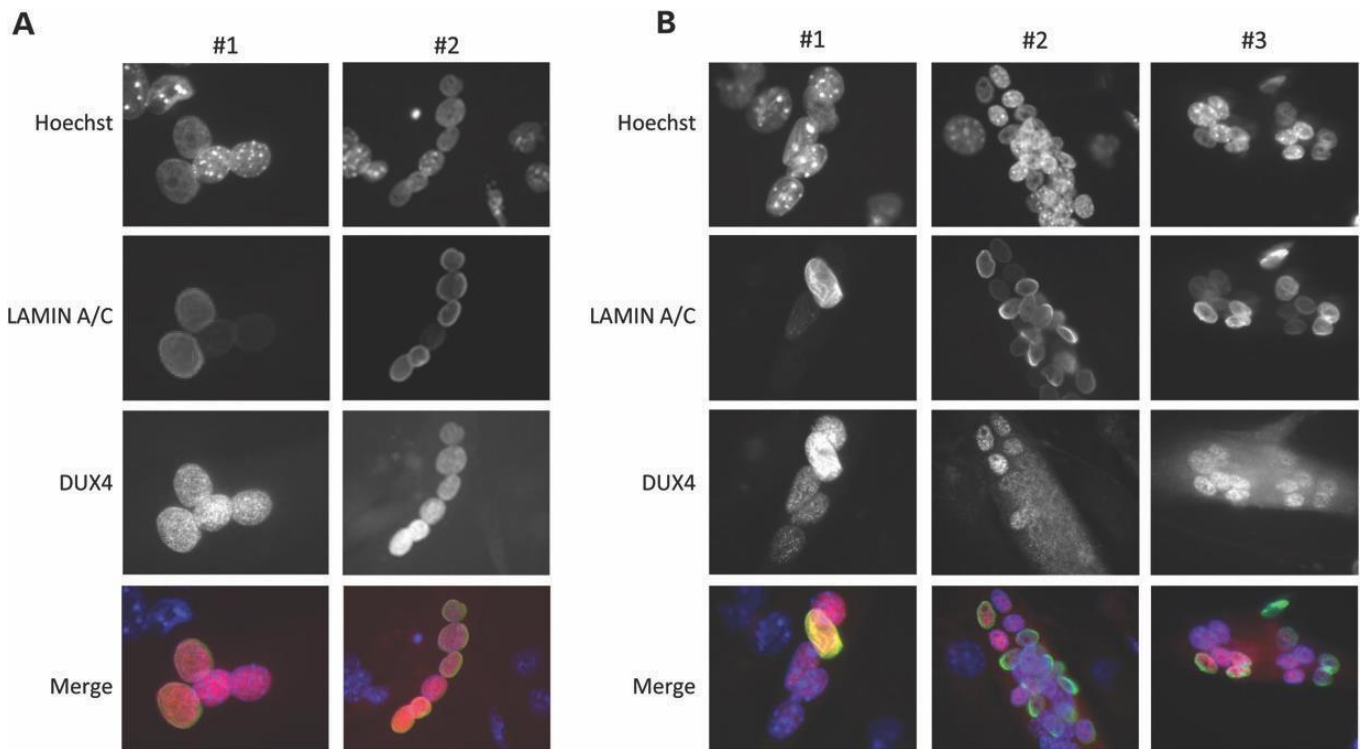 A
B
#1 #2
#1 #2 #3
Hoechst
Hoechst
LAMIN A/C
LAMIN A/C
DUX4
DUX4
Merge
Merge